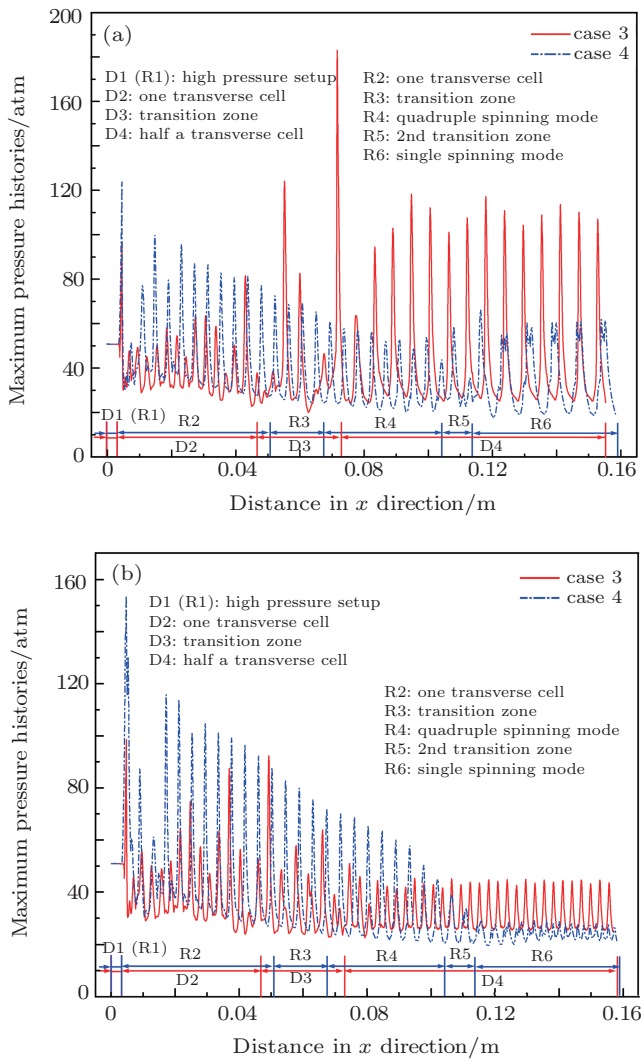 (a)
case 3
case 4
D1 (R1): high pressure setup
D2: one transverse cell
D3: transition zone
D4: half a transverse cell
R2: one transverse cell
R3: transition zone
R4: quadruple spinning mode
R5: 2nd transition zone
R6: single spinning mode
200
160
120
80
40
0
Maximum pressure histories/atm
D1 (R1)
R2
R3
R4
R5
R6
D2
D3
D4
0
0.04
0.08
0.12
0.16
Distance in x direction/m
(b)
case 3
case 4
D1 (R1): high pressure setup
D2: one transverse cell
D3: transition zone
D4: half a transverse cell
R2: one transverse cell
R3: transition zone
R4: quadruple spinning mode
R5: 2nd transition zone
R6: single spinning mode
160
120
80
40
0
Maximum pressure histories/atm
D1 (R1)
R2
R3
R4
R5
R6
D2
D3
D4
0
0.04
0.08
0.12
0.16
Distance in x direction/m